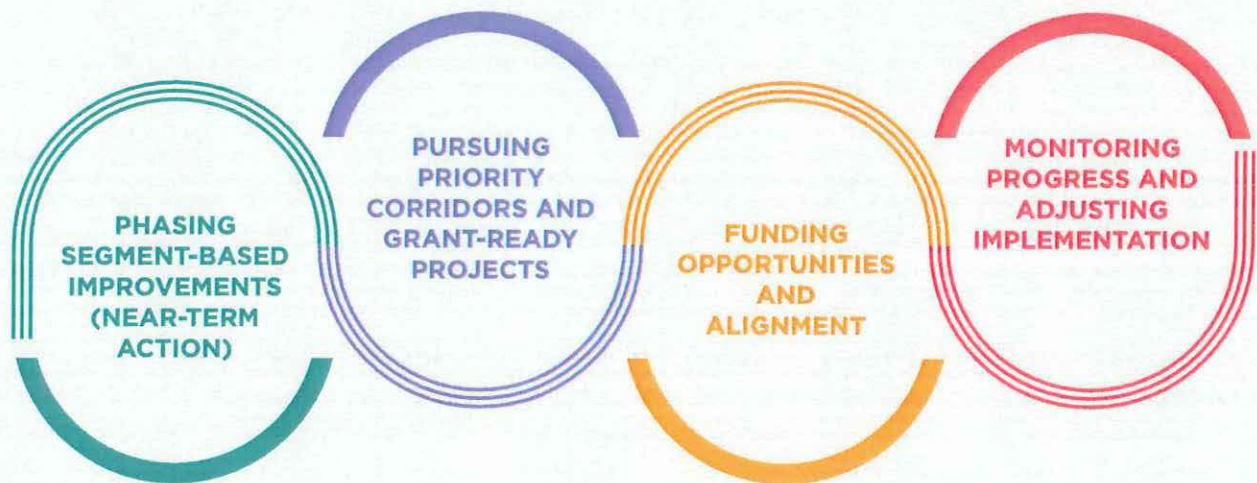 PHASING
SEGMENT-BASED
IMPROVEMENTS
(NEAR-TERM
ACTION)
PURSUING
PRIORITY
CORRIDORS AND
GRANT-READY
PROJECTS
FUNDING
OPPORTUNITIES
AND
ALIGNMENT
MONITORING
PROGRESS AND
ADJUSTING
IMPLEMENTATION